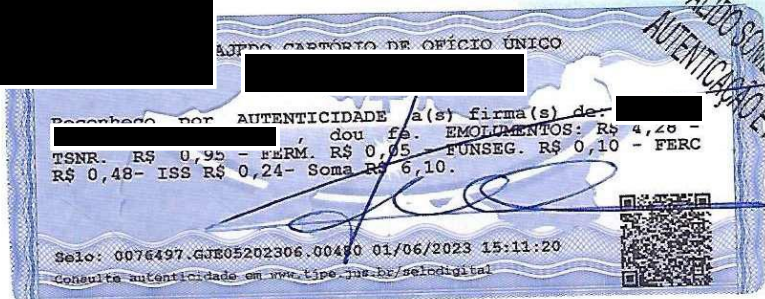 CARTÓRIO DE OFÍCIO ÚNICO
VALIDO SOME
AUTENTICAÇÃO E
Reconheço por AUTENTICIDADE a(s) firma(s) de:
, dou fé. EMOLUMENTOS: R$ 4,28 -
TSNR. R$ 0,95 - FERM. R$ 0,05 - FUNSEG. R$ 0,10 - FERC
R$ 0,48- ISS R$ 0,24- Soma R$ 6,10.
Selo: 0076497.GJE05202306.00480 01/06/2023 15:11:20
Consulte autenticidade em www.tjpe.jus.br/selodigital